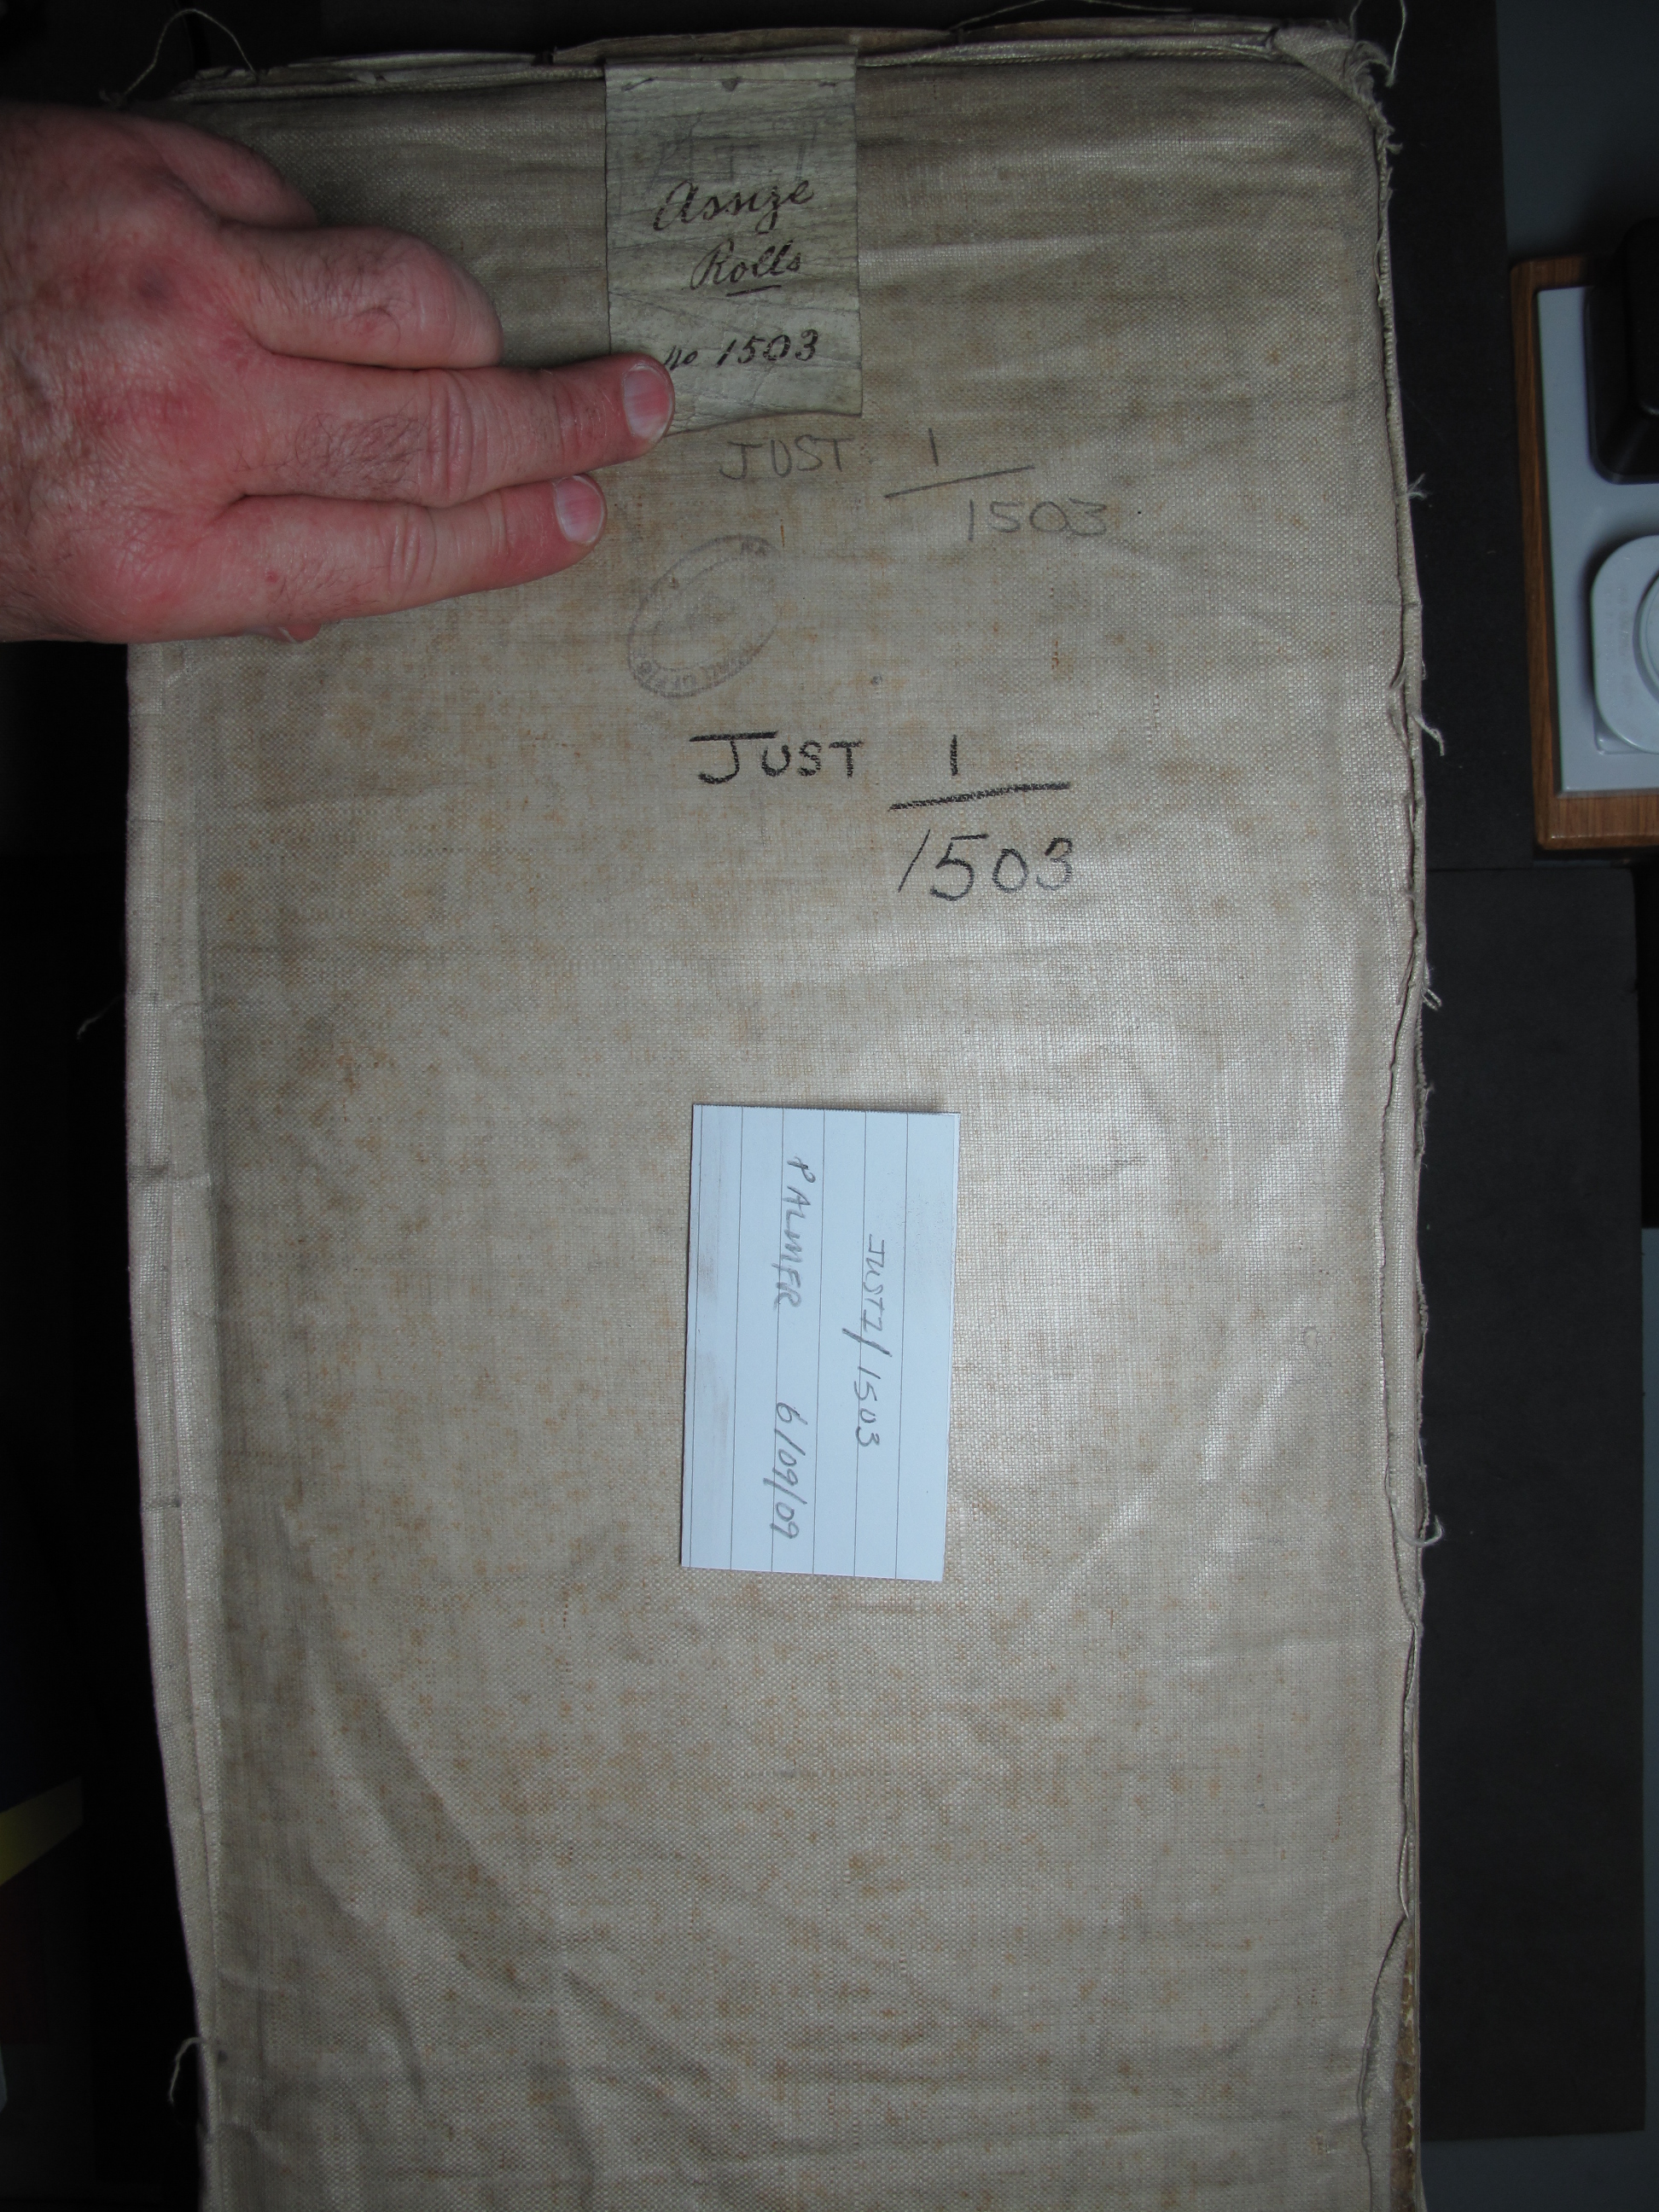 Assize
Rolls
No 1503
JUST 1
1503
JUST 1
1503
JUST1/1503
PALMER 6/09/09